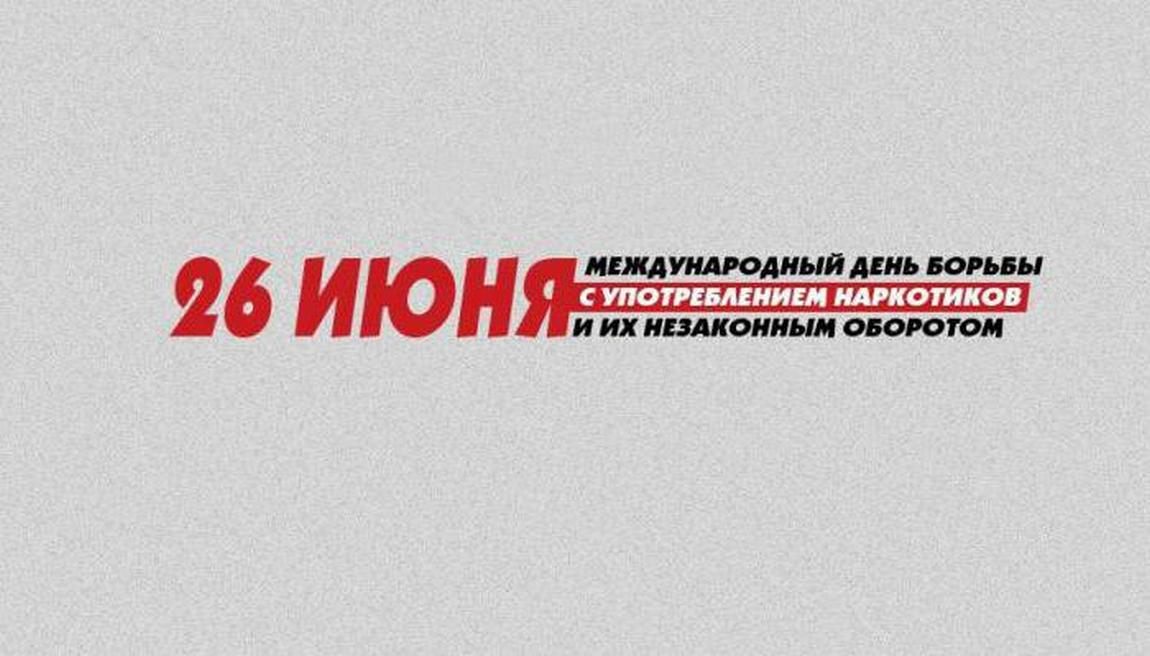 26 ИЮНЯ
МЕЖДУНАРОДНЫЙ ДЕНЬ БОРЬБЫ
С УПОТРЕБЛЕНИЕМ НАРКОТИКОВ
И ИХ НЕЗАКОННЫМ ОБОРОТОМ